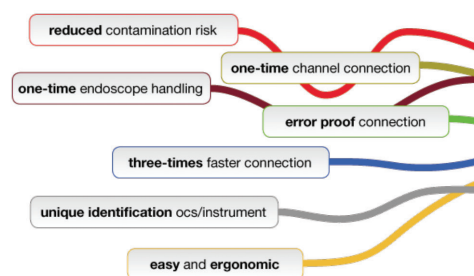 reduced contamination risk
one-time channel connection
one-time endoscope handling
error proof connection
three-times faster connection
unique identification ocs/instrument
easy and ergonomic